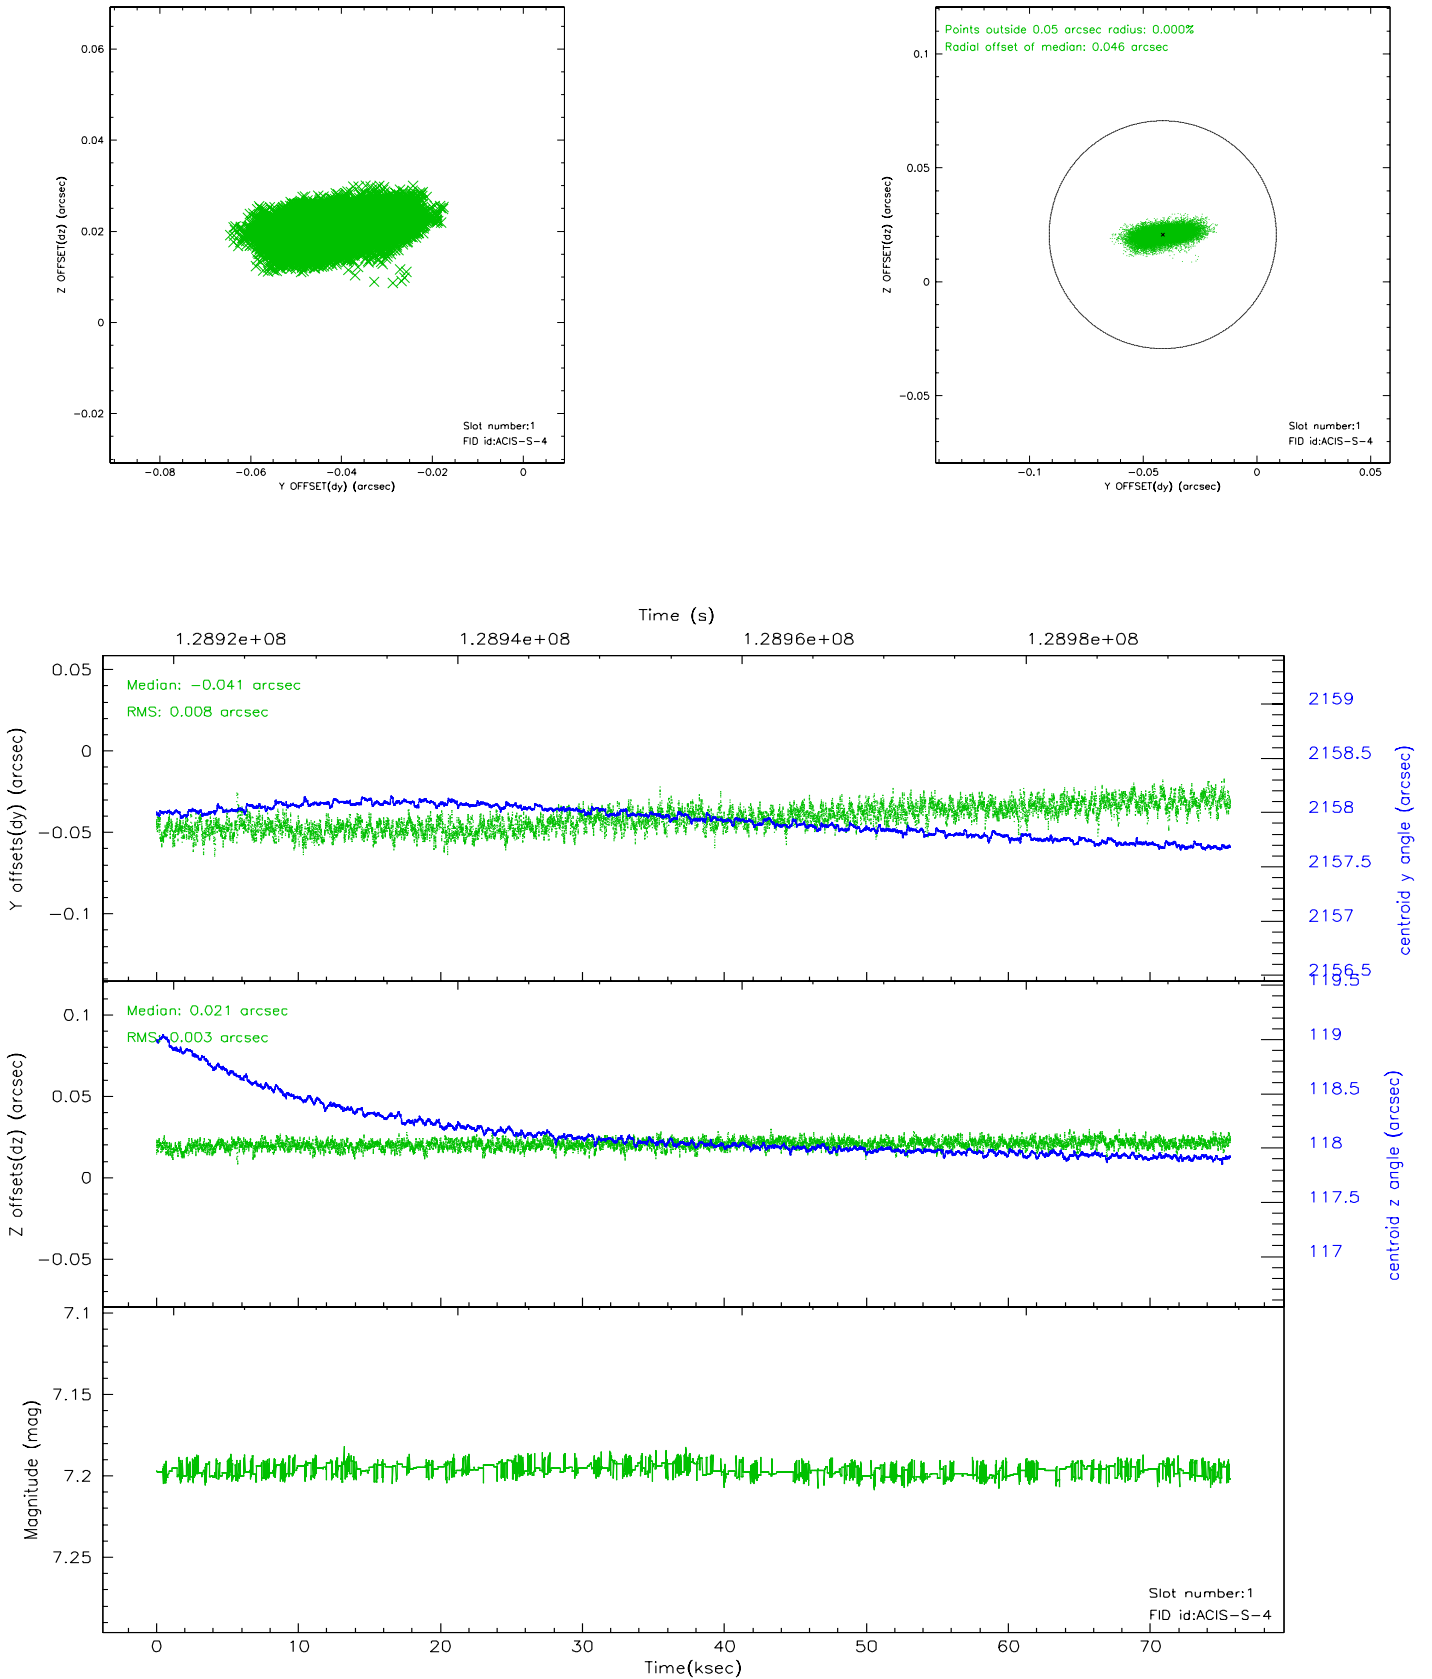 0.06
0.04
0.02
0
−0.02
Z OFFSET(dz) (arcsec)
Slot number:1
FID id:ACIS−S−4
−0.08
−0.06
−0.04
−0.02
0
Y OFFSET(dy) (arcsec)
Points outside 0.05 arcsec radius: 0.000%
Radial offset of median: 0.046 arcsec
0.1
0.05
0
−0.05
Z OFFSET(dz) (arcsec)
Slot number:1
FID id:ACIS−S−4
−0.1
−0.05
0
0.05
Y OFFSET(dy) (arcsec)
Time (s)
1.2892e+08
1.2894e+08
1.2896e+08
1.2898e+08
Median: −0.041 arcsec
RMS: 0.008 arcsec
0.05
0
−0.05
−0.1
Y offsets(dy) (arcsec)
2159
2158.5
2158
2157.5
2157
2156.5
centroid y angle (arcsec)
Median: 0.021 arcsec
RMS: 0.003 arcsec
0.1
0.05
0
−0.05
Z offsets(dz) (arcsec)
119.5
119
118.5
118
117.5
117
centroid z angle (arcsec)
7.1
7.15
7.2
7.25
Magnitude (mag)
Slot number:1
FID id:ACIS−S−4
0
10
20
30
40
50
60
70
Time(ksec)